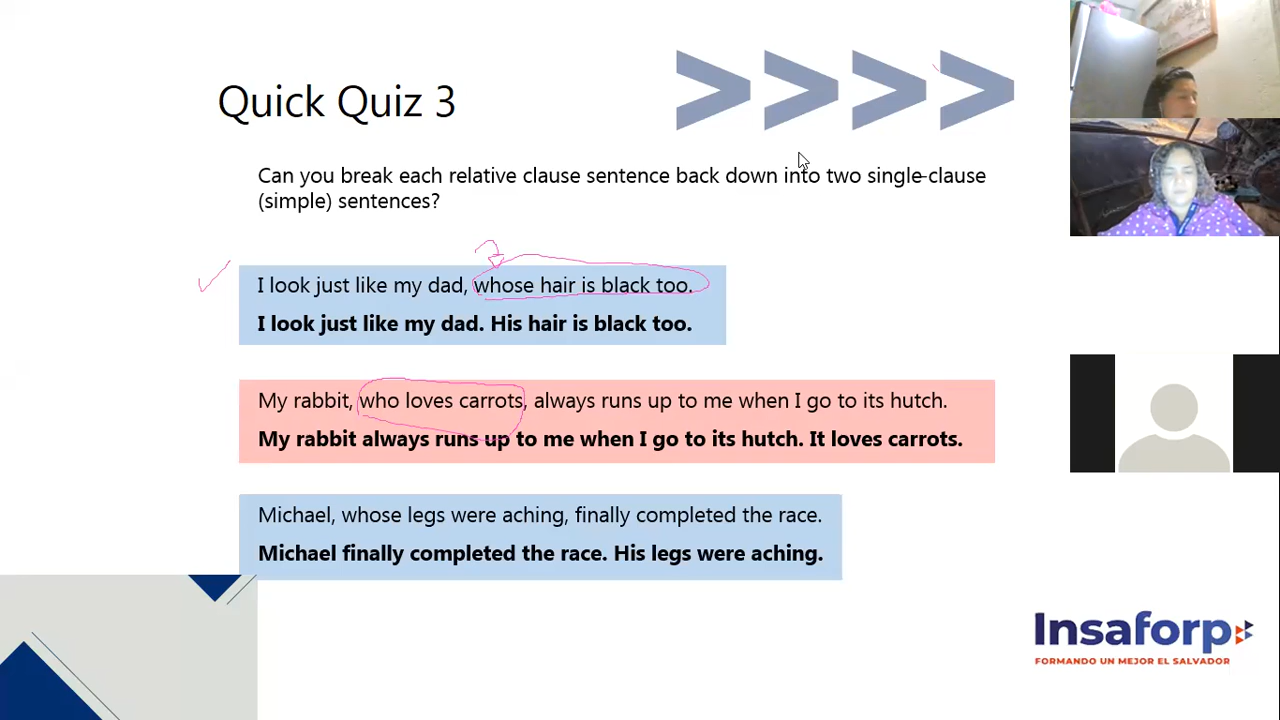 Quick Quiz 3
Can you break each relative clause sentence back down into two single-clause
(simple) sentences?
I look just like my dad, whose hair is black too.
I look just like my dad. His hair is black too.
My rabbit, who loves carrots, always runs up to me when I go to its hutch.
My rabbit always runs up to me when I go to its hutch. It loves carrots.
Michael, whose legs were aching, finally completed the race.
Michael finally completed the race. His legs were aching.
Insaforp
FORMANDO UN MEJOR EL SALVADOR